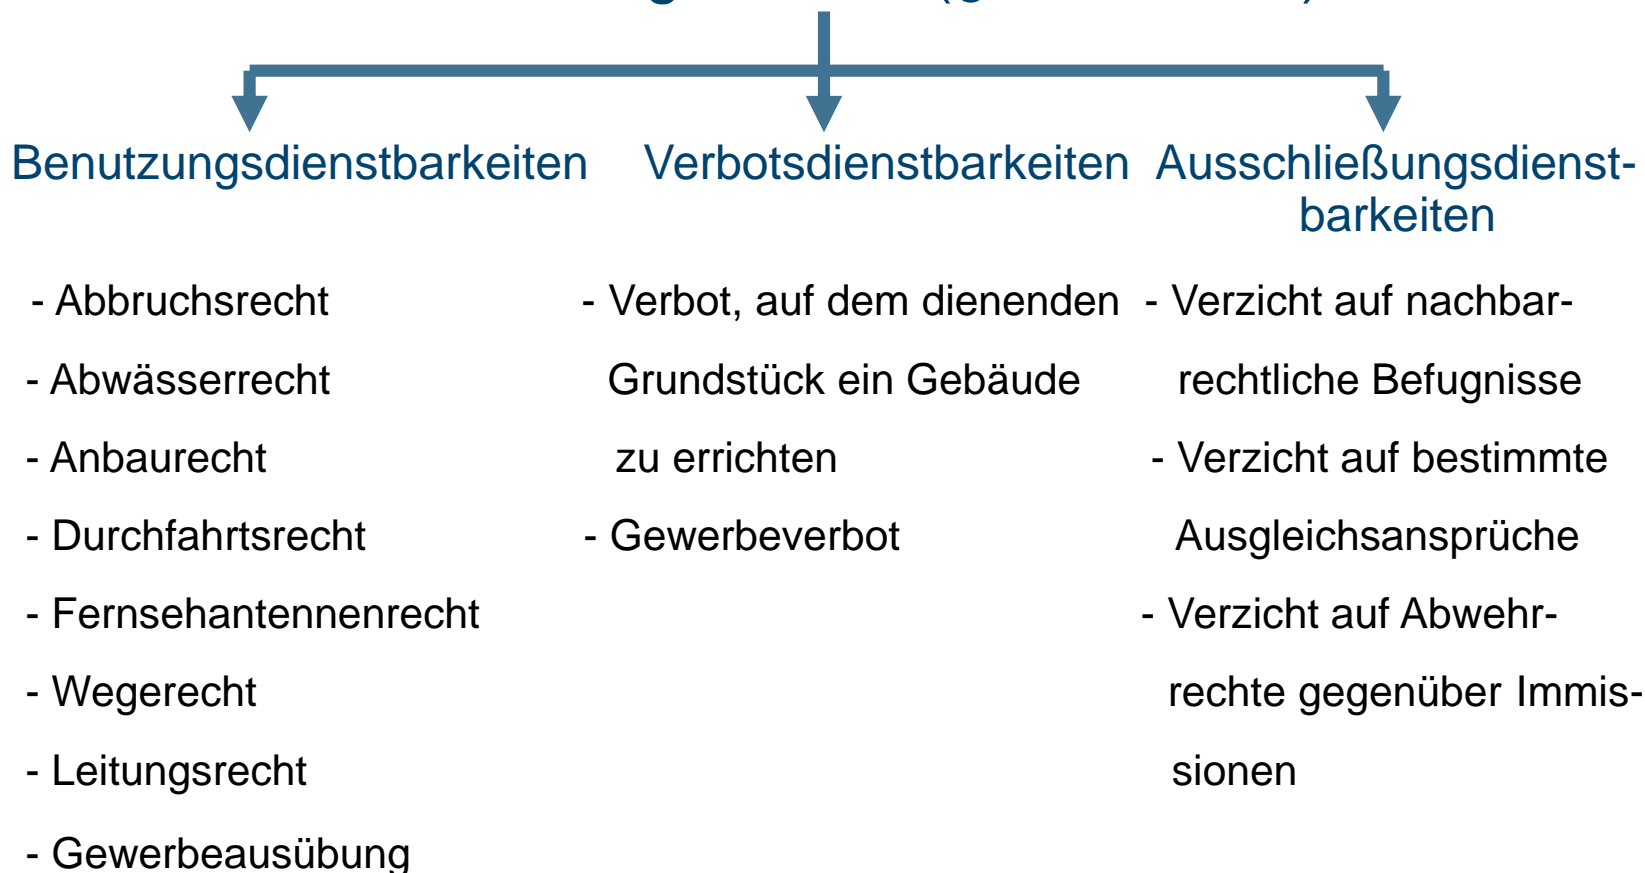 Benutzungsdienstbarkeiten
- Abbruchsrecht
- Abwässerrecht
- Anbaurecht
- Durchfahrtsrecht
- Fernsehantennenrecht
- Wegerecht
- Leitungsrecht
- Gewerbeausübung
Verbotsdienstbarkeiten
- Verbot, auf dem dienenden
Grundstück ein Gebäude
zu errichten
- Gewerbeverbot
Ausschließungsdienst-
barkeiten
- Verzicht auf nachbar-
rechtliche Befugnisse
- Verzicht auf bestimmte
Ausgleichsansprüche
- Verzicht auf Abwehr-
rechte gegenüber Immis-
sionen